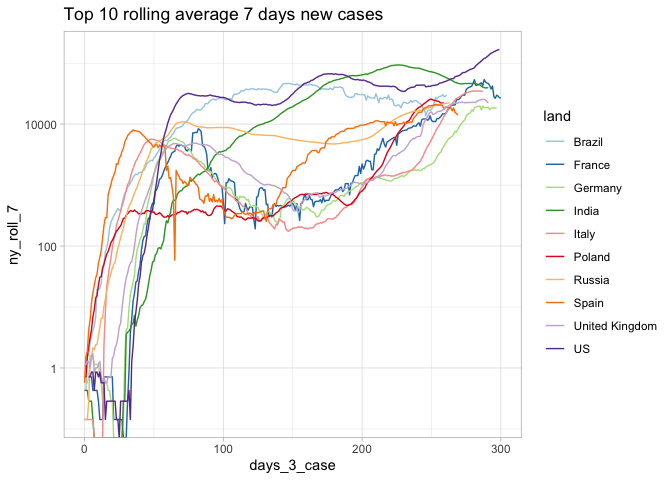 Top 10 rolling average 7 days new cases
ny_roll_7
10000
100
1
0
100
200
300
days_3_case
land
Brazil
France
Germany
India
Italy
Poland
Russia
Spain
United Kingdom
US